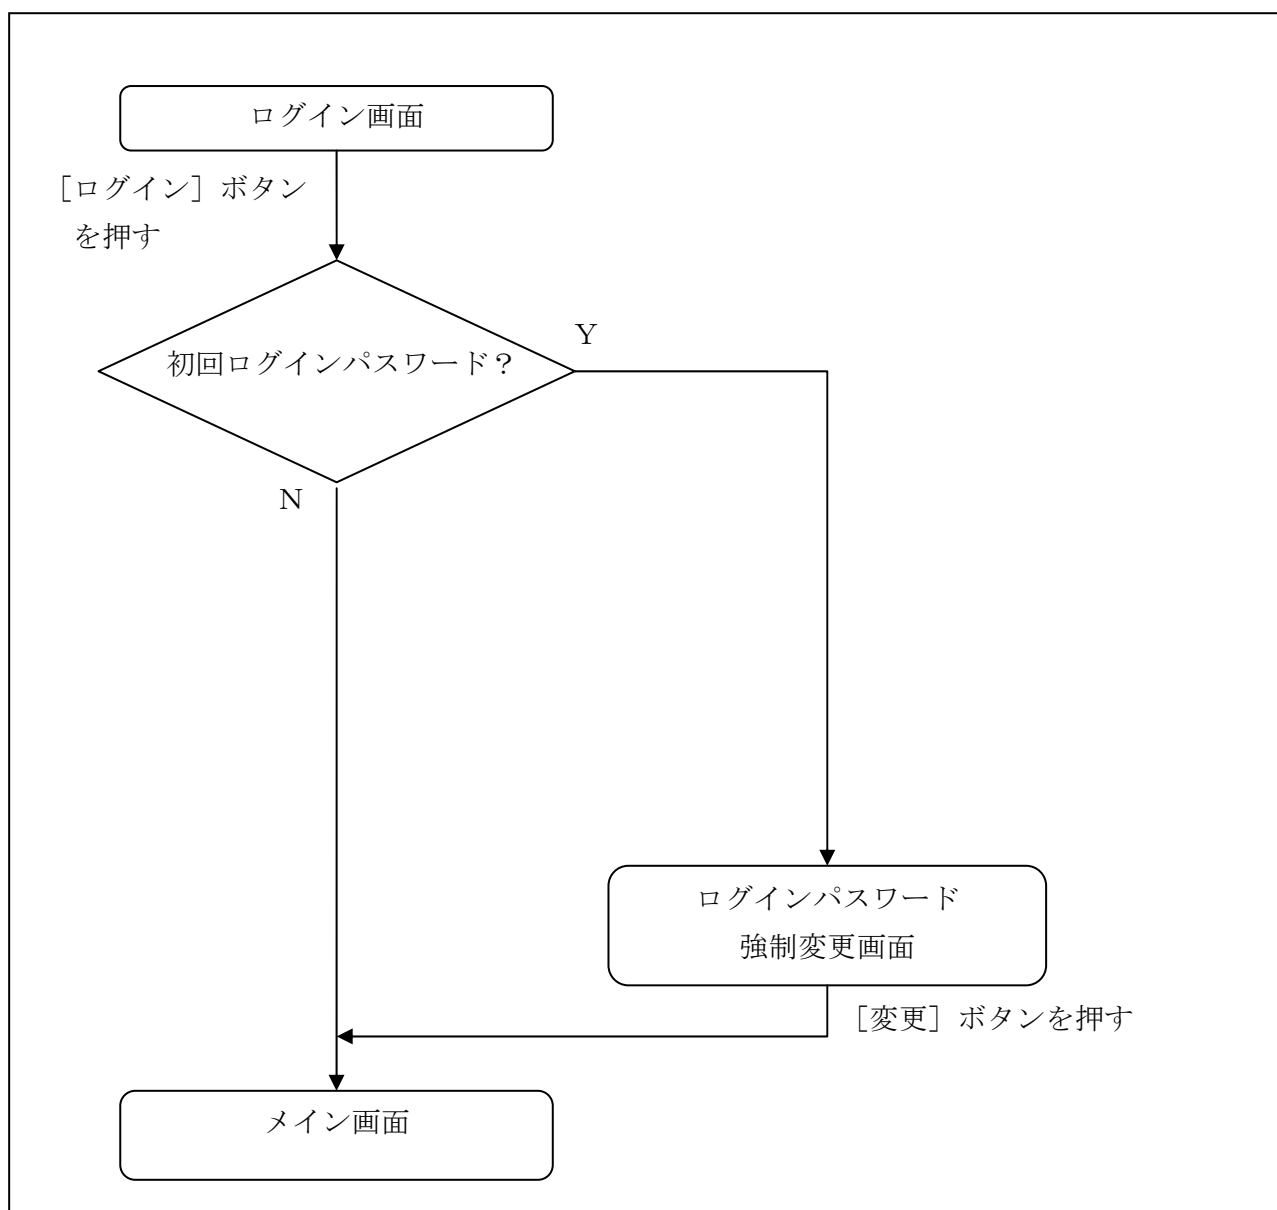 ログイン画面
［ログイン］ボタン
を押す
初回ログインパスワード？
Y
N
ログインパスワード
強制変更画面
［変更］ボタンを押す
メイン画面